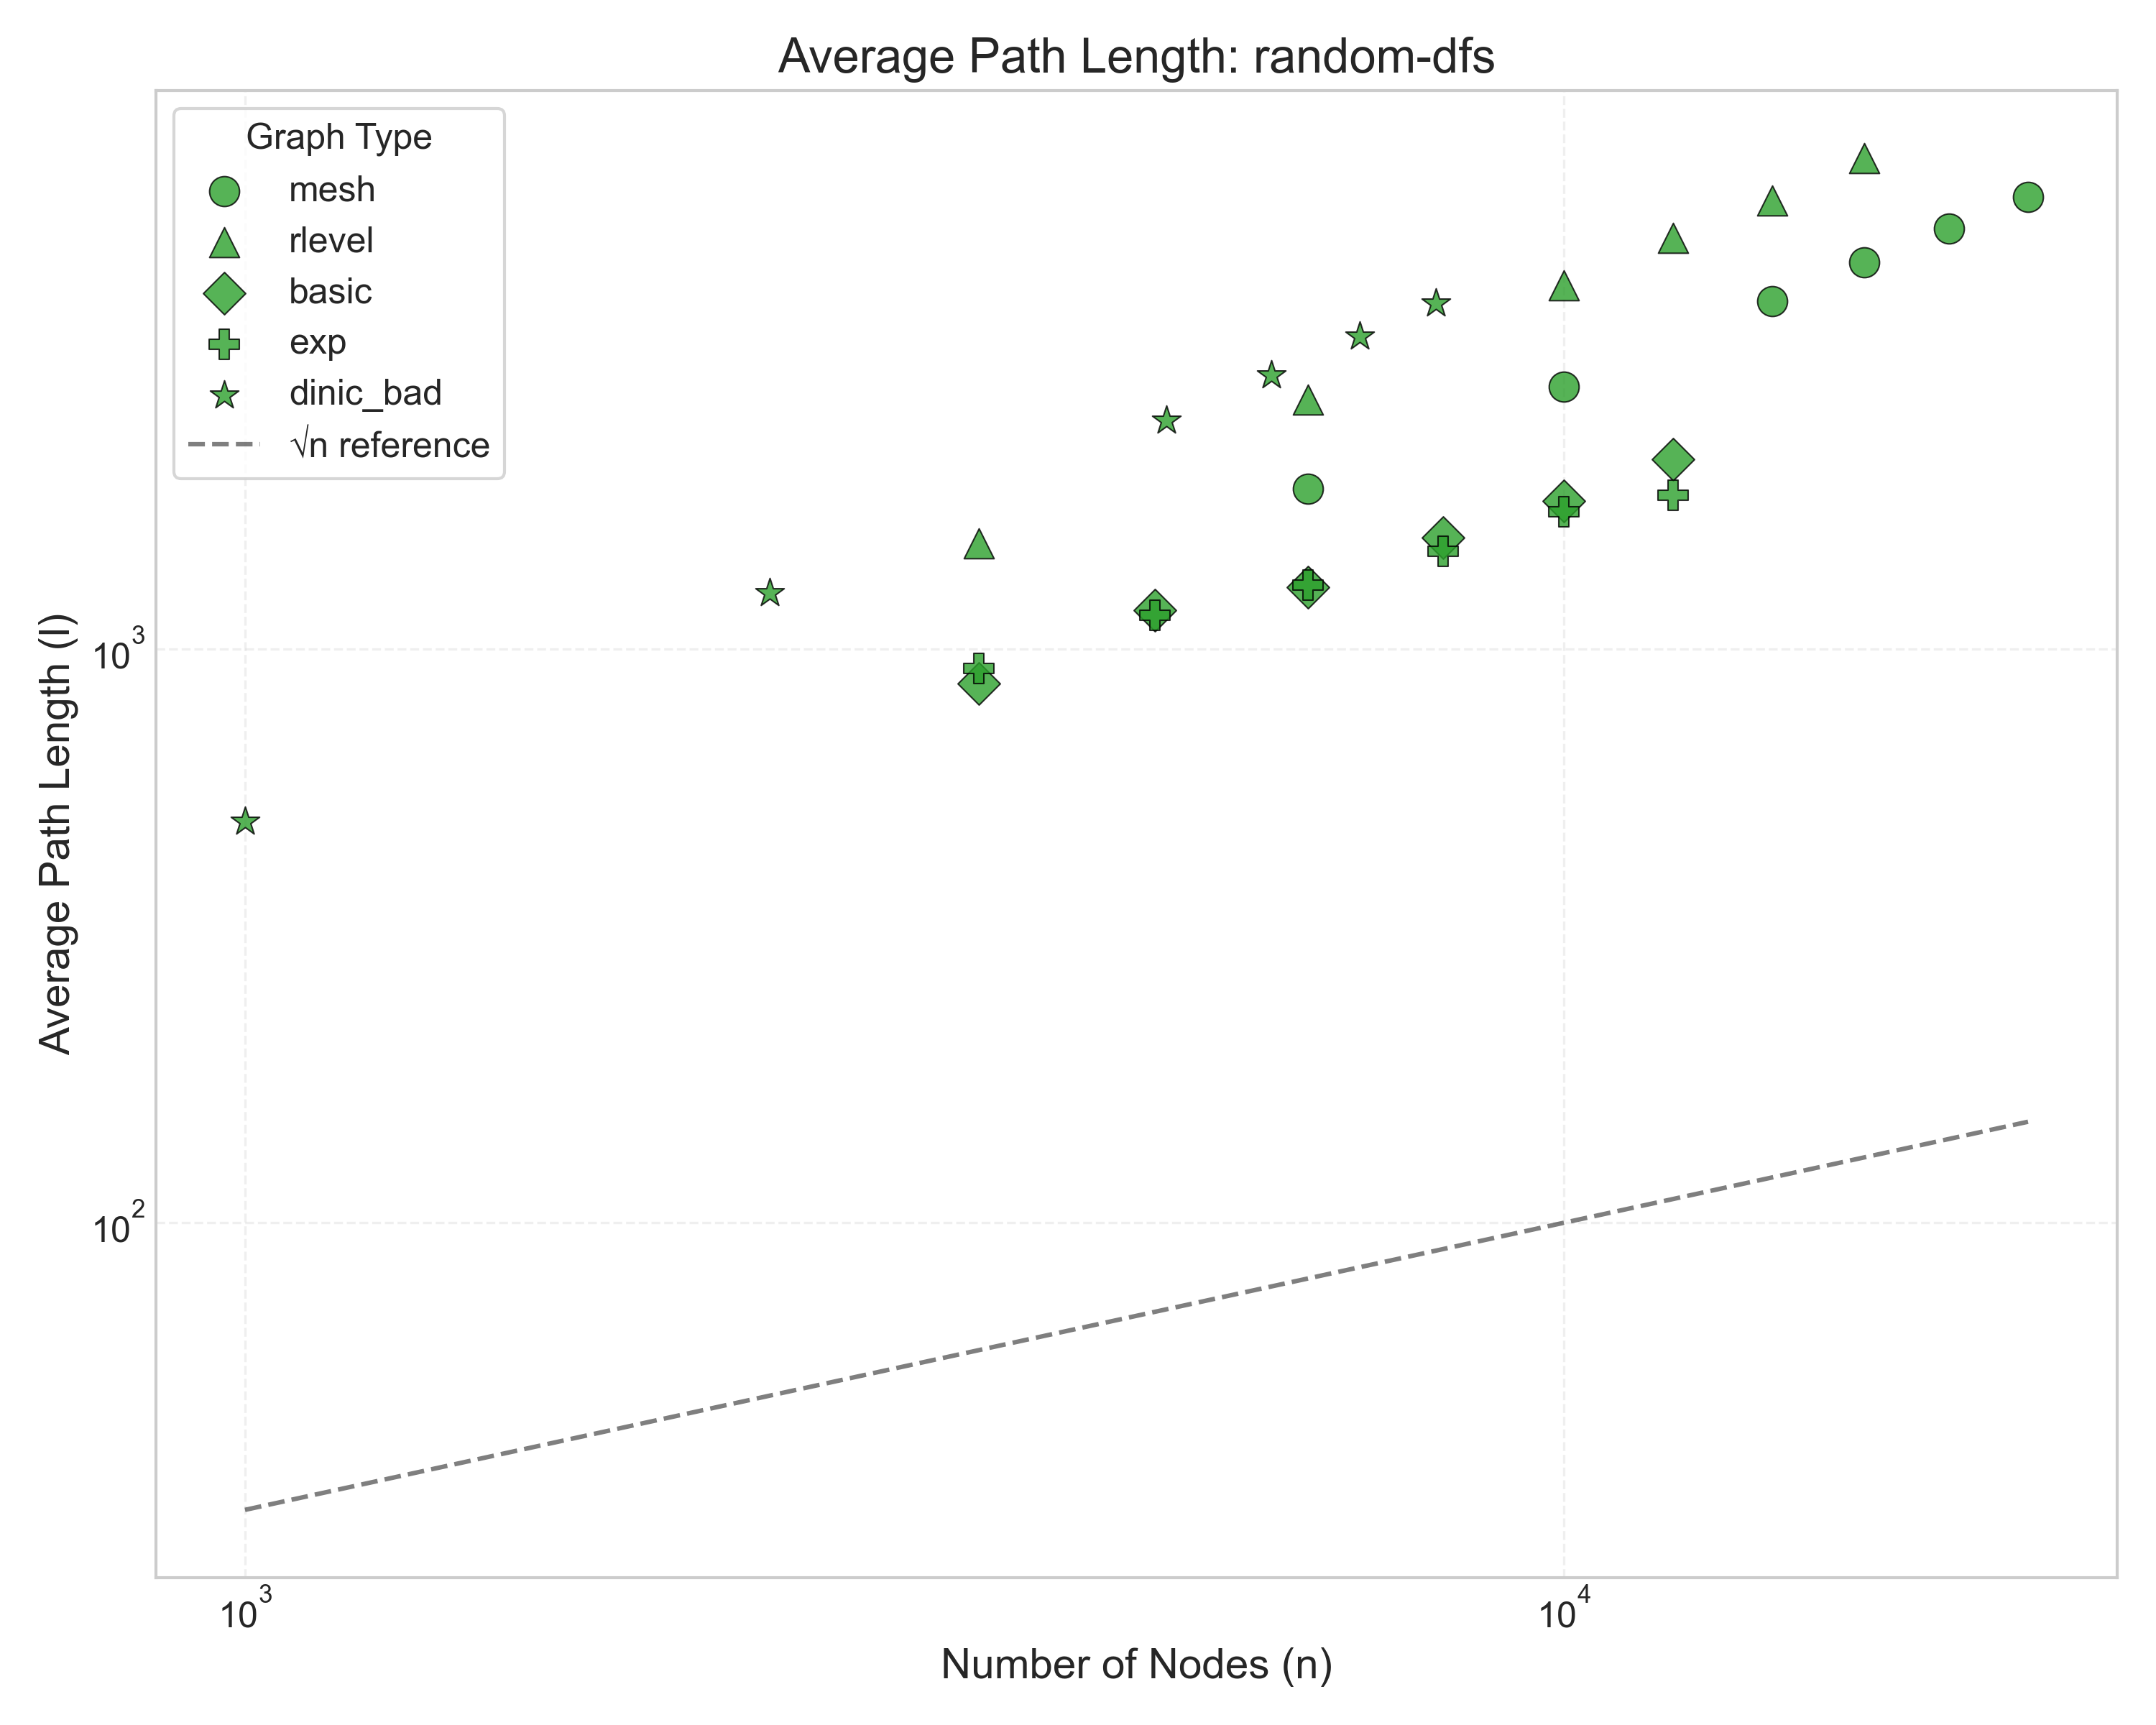 Average Path Length: random-dfs
Graph Type
mesh
rlevel
basic
exp
dinic_bad
√n reference
Average Path Length (l)
10³
10²
10³
10⁴
Number of Nodes (n)